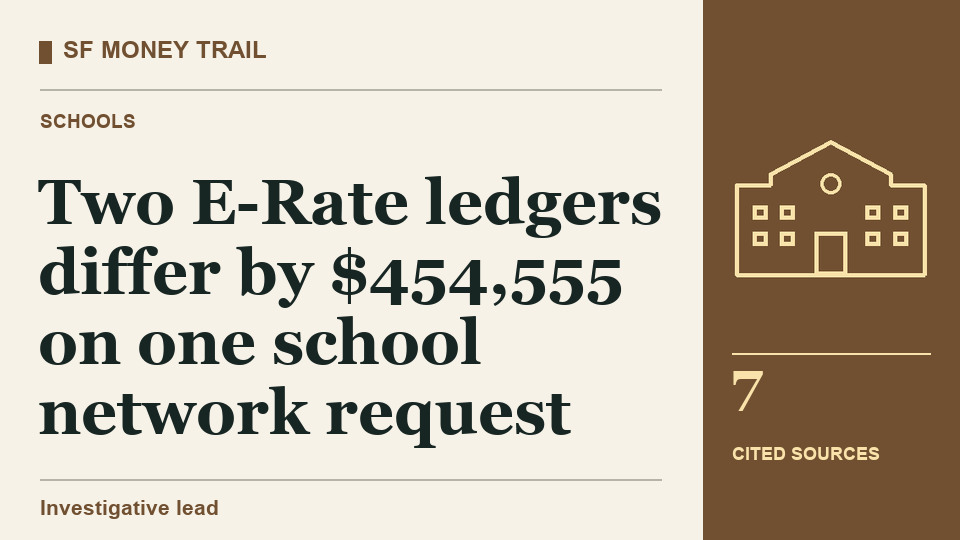 SF MONEY TRAIL
SCHOOLS
Two E-Rate ledgers
differ by $454,555
on one school
network request
Investigative lead
7
CITED SOURCES